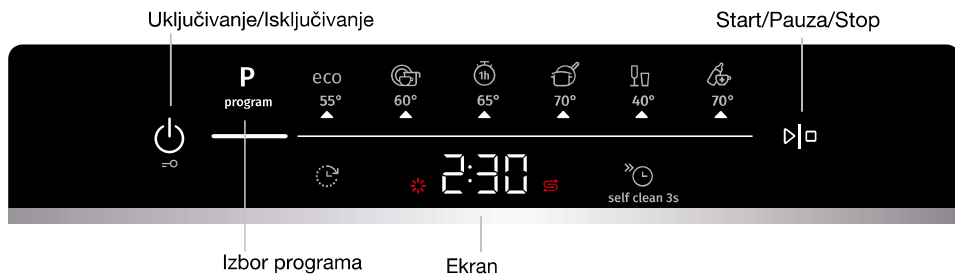 Uključivanje/Isključivanje
Start/Pauza/Stop
P
program
eco
1h
55°
60°
65°
70°
40°
70°
2:30
self clean 3s
Izbor programa
Ekran